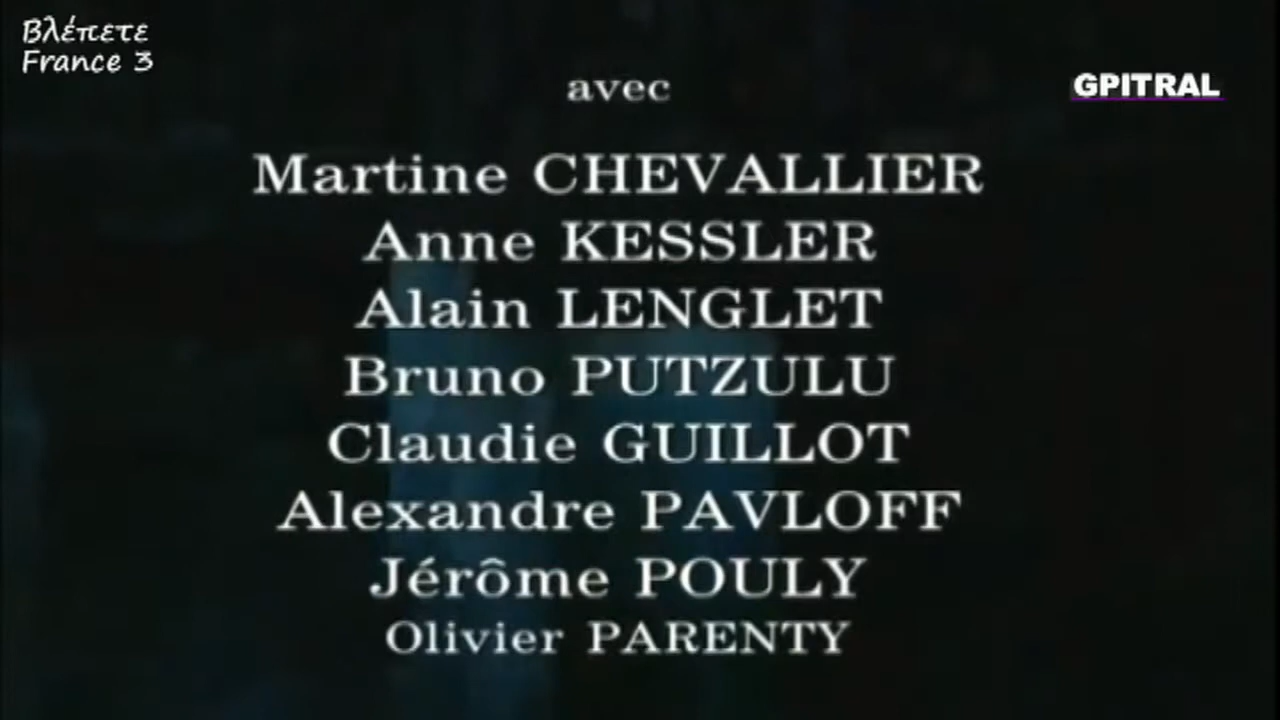 Βλέπετε
France 3
GPITRAL
avec
Martine CHEVALLIER
Anne KESSLER
Alain LENGLET
Bruno PUTZULU
Claudie GUILLOT
Alexandre PAVLOFF
Jérôme POULY
Olivier PARENTY